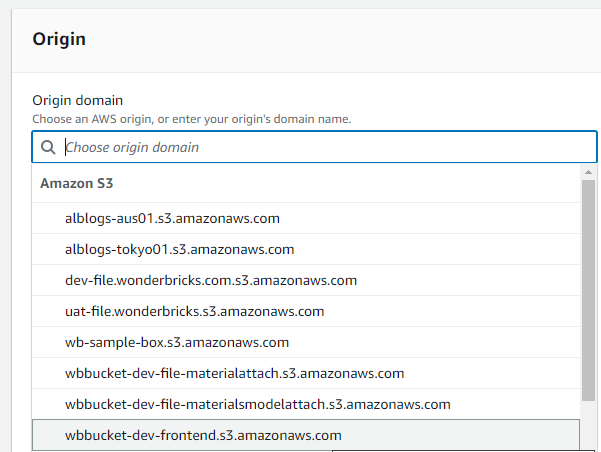 Origin
Origin domain
Choose an AWS origin, or enter your origin's domain name.
Choose origin domain
Amazon S3
alblogs-aus01.s3.amazonaws.com
alblogs-tokyo01.s3.amazonaws.com
dev-file.wonderbricks.com.s3.amazonaws.com
uat-file.wonderbricks.s3.amazonaws.com
wb-sample-box.s3.amazonaws.com
wbbucket-dev-file-materialattach.s3.amazonaws.com
wbbucket-dev-file-materialsmodelattach.s3.amazonaws.com
wbbucket-dev-frontend.s3.amazonaws.com